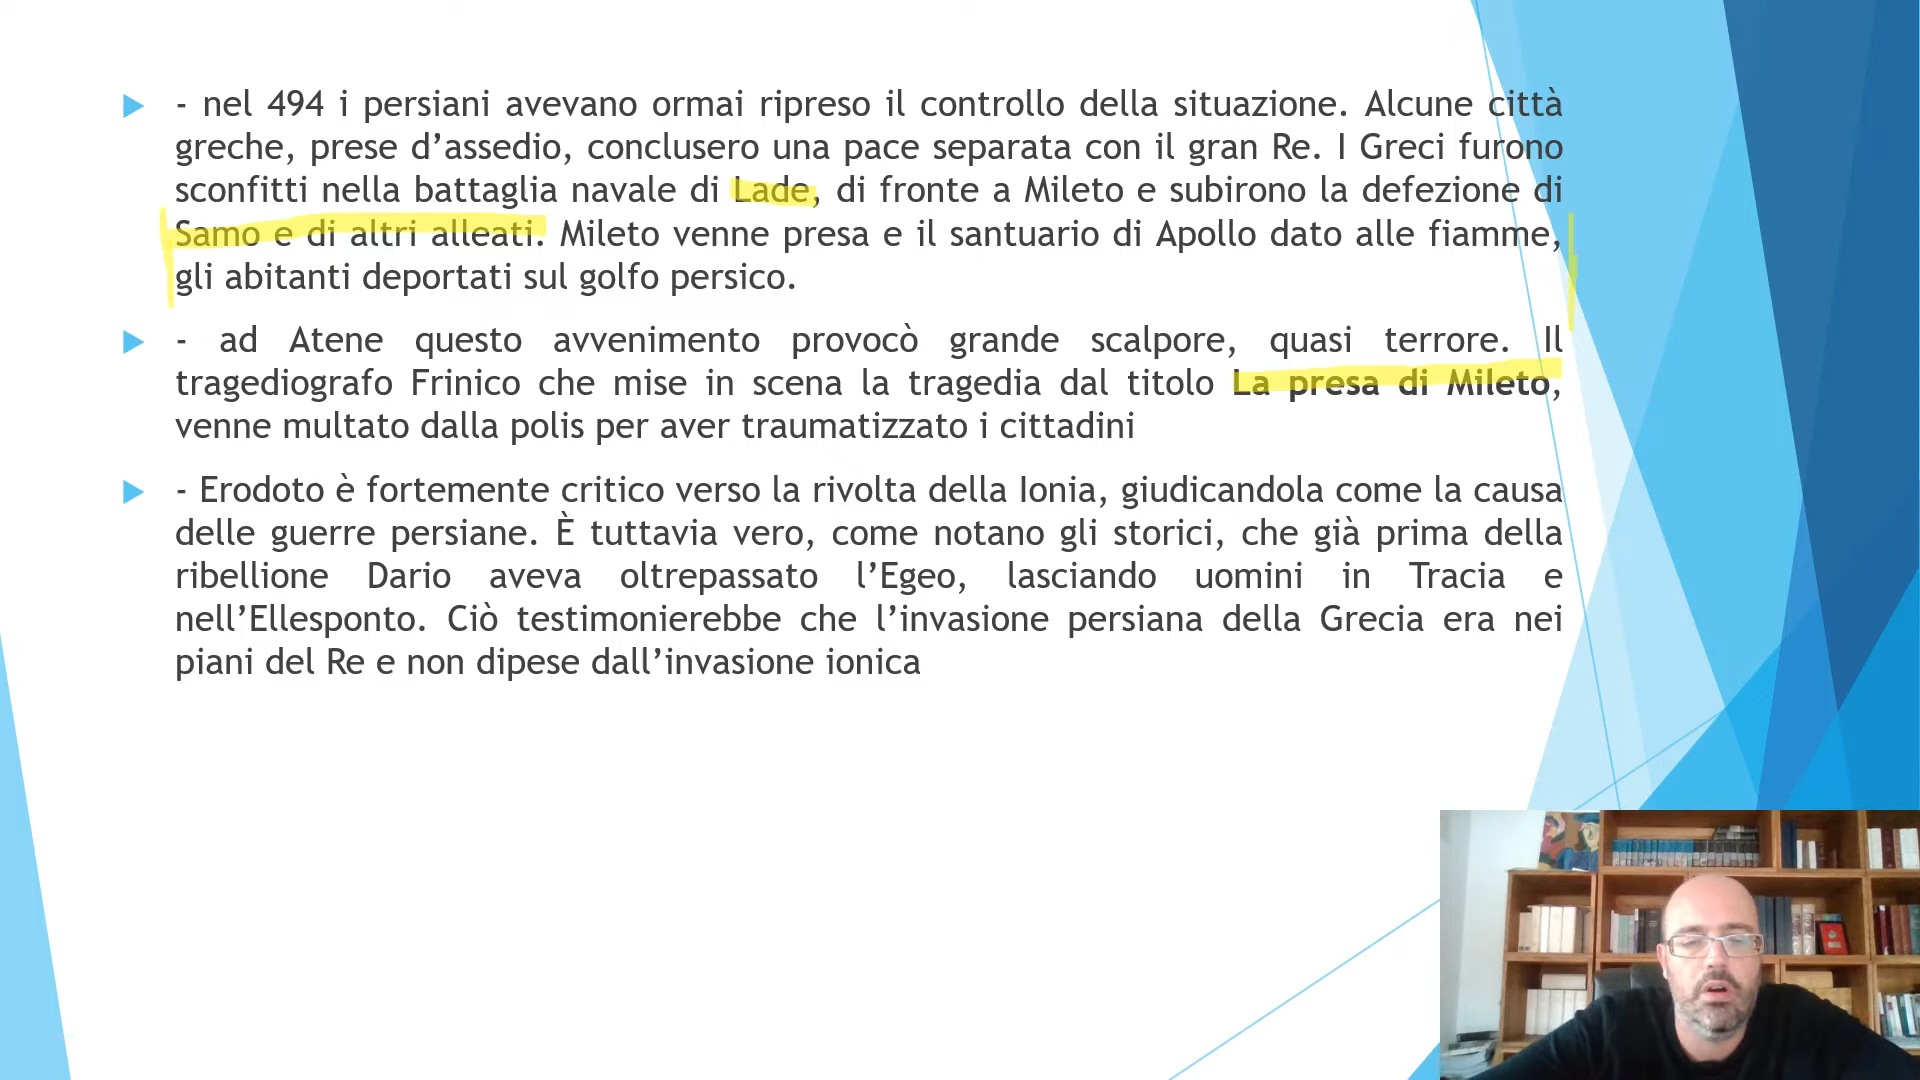 - nel 494 i persiani avevano ormai ripreso il controllo della situazione. Alcune città
greche, prese d’assedio, conclusero una pace separata con il gran Re. I Greci furono
sconfitti nella battaglia navale di Lade, di fronte a Mileto e subirono la defezione di
Samo e di altri alleati. Mileto venne presa e il santuario di Apollo dato alle fiamme,
gli abitanti deportati sul golfo persico.
- ad Atene questo avvenimento provocò grande scalpore, quasi terrore. Il
tragediografo Frinico che mise in scena la tragedia dal titolo La presa di Mileto,
venne multato dalla polis per aver traumatizzato i cittadini
- Erodoto è fortemente critico verso la rivolta della Ionia, giudicandola come la causa
delle guerre persiane. È tuttavia vero, come notano gli storici, che già prima della
ribellione Dario aveva oltrepassato l’Egeo, lasciando uomini in Tracia e
nell’Ellesponto. Ciò testimonierebbe che l’invasione persiana della Grecia era nei
piani del Re e non dipese dall’invasione ionica